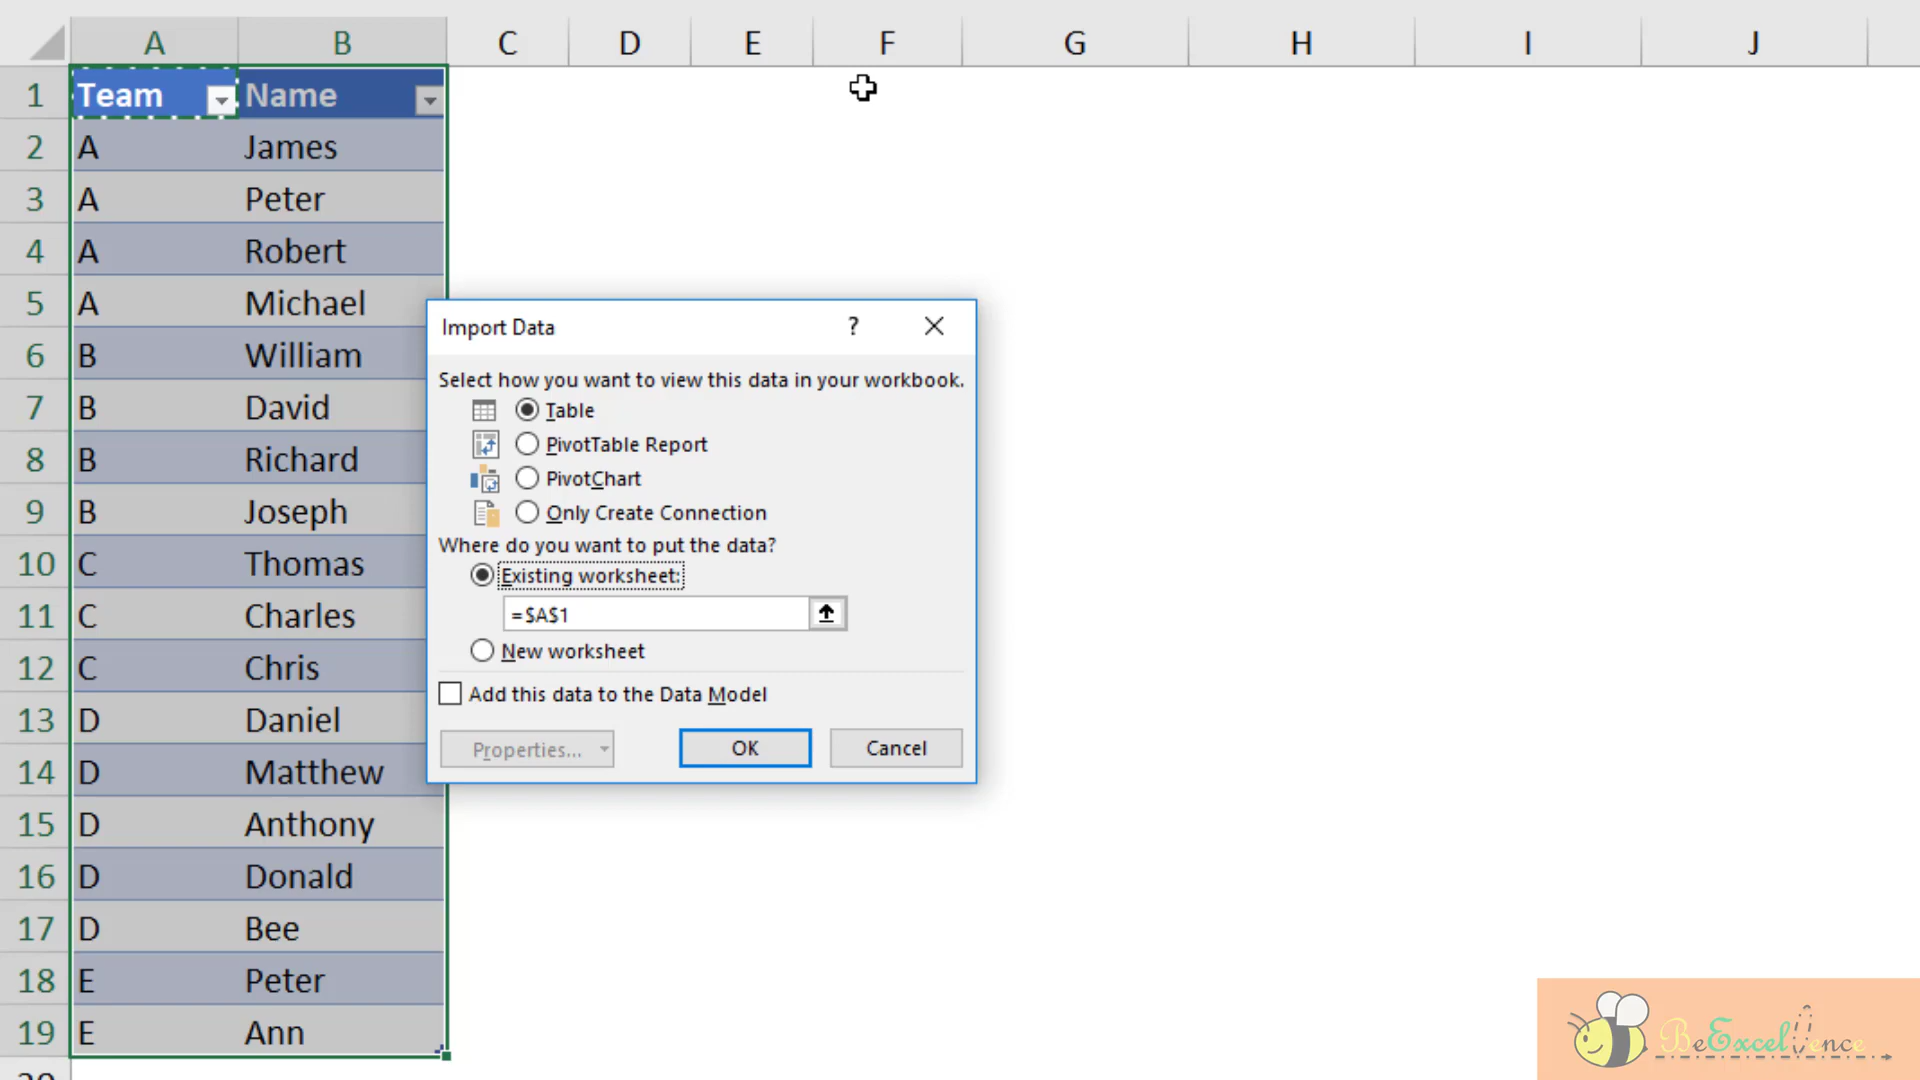 A B C D E F G H I J
1 Team Name
2 A James
3 A Peter
4 A Robert
5 A Michael
6 B William
7 B David
8 B Richard
9 B Joseph
10 C Thomas
11 C Charles
12 C Chris
13 D Daniel
14 D Matthew
15 D Anthony
16 D Donald
17 D Bee
18 E Peter
19 E Ann
20
Import Data ?
Select how you want to view this data in your workbook.
Table
PivotTable Report
PivotChart
Only Create Connection
Where do you want to put the data?
Existing worksheet:
=$A$1
New worksheet
Add this data to the Data Model
Properties... OK Cancel
BeExcellence